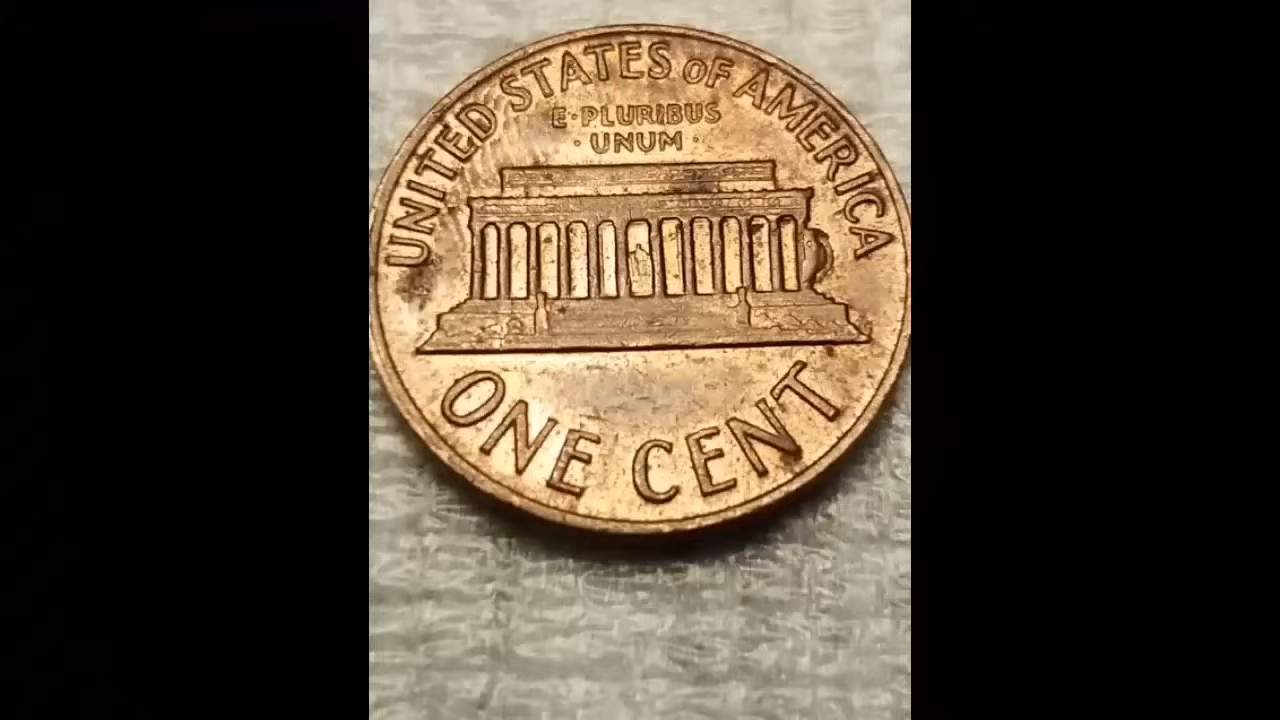 UNITED STATES OF AMERICA
E·PLURIBUS
·UNUM·
ONE CENT